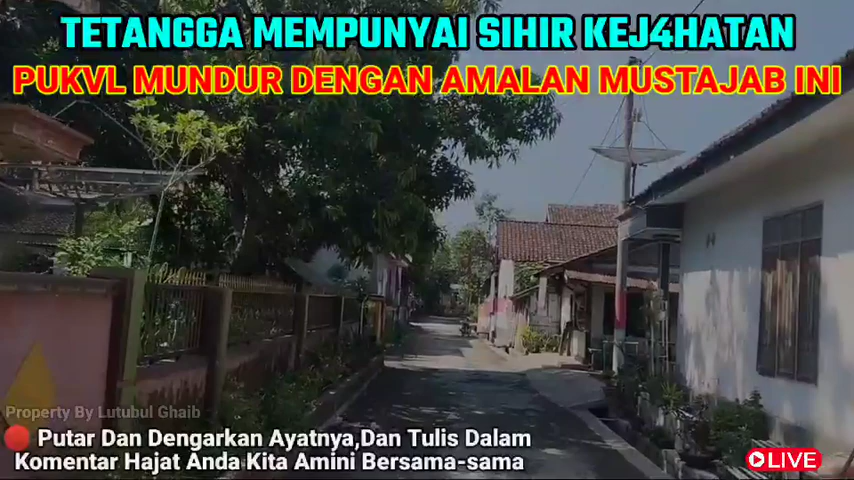 TETANGGA MEMPUNYAI SIHIR KEJ4HATAN
PUKVL MUNDUR DENGAN AMALAN MUSTAJAB INI
Property By Lutubul Ghaib
Putar Dan Dengarkan Ayatnya,Dan Tulis Dalam
Komentar Hajat Anda Kita Amini Bersama-sama
LIVE